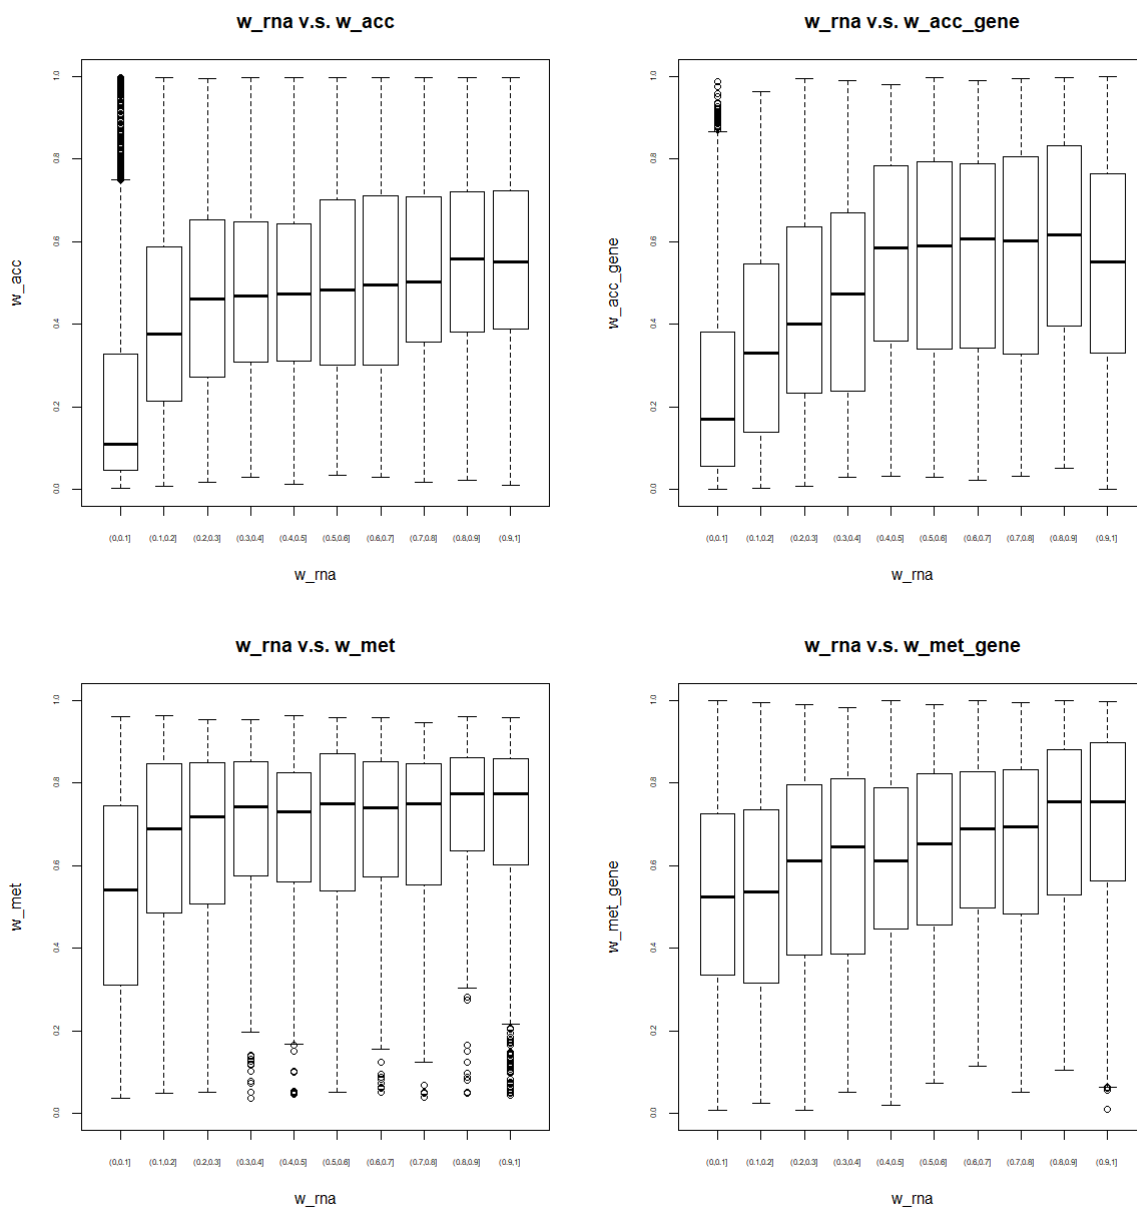 w_rna v.s. w_acc
w_acc
1.0
0.8
0.6
0.4
0.2
0.0
(0,0.1] (0.1,0.2] (0.2,0.3] (0.3,0.4] (0.4,0.5] (0.5,0.6] (0.6,0.7] (0.7,0.8] (0.8,0.9] (0.9,1]
w_rna
w_rna v.s. w_acc_gene
w_acc_gene
1.0
0.8
0.6
0.4
0.2
0.0
(0,0.1] (0.1,0.2] (0.2,0.3] (0.3,0.4] (0.4,0.5] (0.5,0.6] (0.6,0.7] (0.7,0.8] (0.8,0.9] (0.9,1]
w_rna
w_rna v.s. w_met
w_met
1.0
0.8
0.6
0.4
0.2
0.0
(0,0.1] (0.1,0.2] (0.2,0.3] (0.3,0.4] (0.4,0.5] (0.5,0.6] (0.6,0.7] (0.7,0.8] (0.8,0.9] (0.9,1]
w_rna
w_rna v.s. w_met_gene
w_met_gene
1.0
0.8
0.6
0.4
0.2
0.0
(0,0.1] (0.1,0.2] (0.2,0.3] (0.3,0.4] (0.4,0.5] (0.5,0.6] (0.6,0.7] (0.7,0.8] (0.8,0.9] (0.9,1]
w_rna